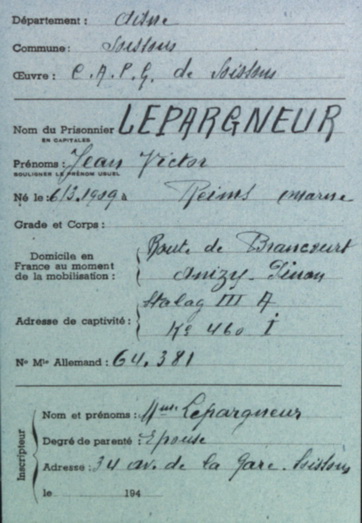 Département : Aisne
Commune : Soissons
Œuvre : C.A.P.G. de Soissons
Nom du Prisonnier LEPARGNEUR
EN CAPITALES
Prénoms : Jean Victor
SOULIGNER LE PRÉNOM USUEL
Né le : 6/3.1909 à Reims Marne
Grade et Corps :
Domicile en Route de Brancourt
France au moment
de la mobilisation : Anizy-Pinon
Stalag III A
Adresse de captivité : Ko 460 I
No Mle Allemand : 64.381
Inscripteur
Nom et prénoms : Mme Lepargneur
Degré de parenté : Epouse
Adresse : 34 av. de la Gare. Soissons
le 194